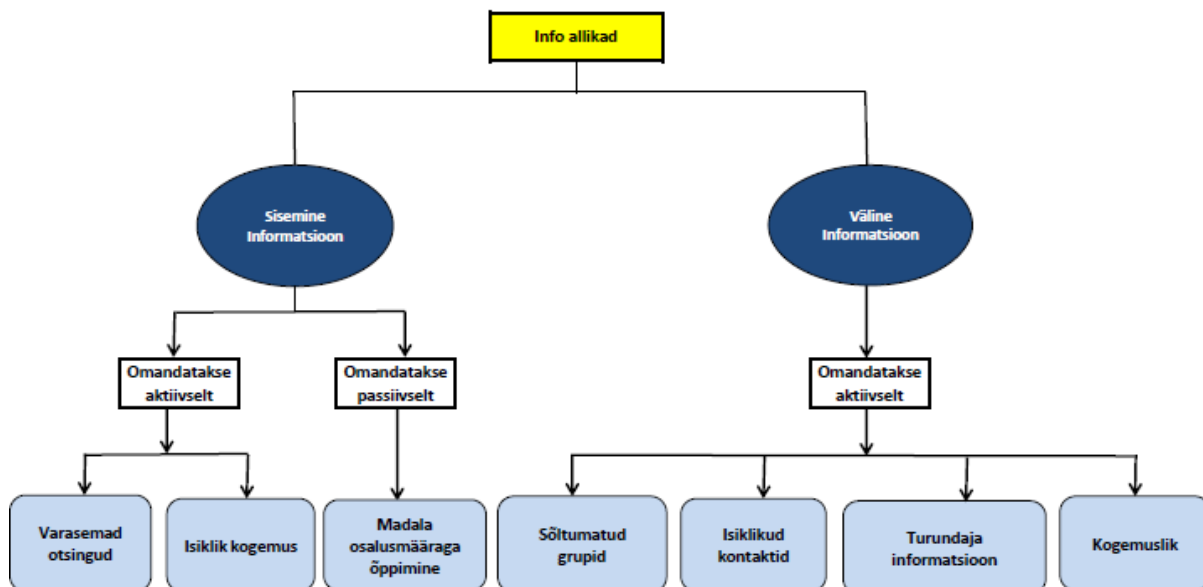 Info allikad
Sisemine
Informatsioon
Väline
Informatsioon
Omandatakse
aktiivselt
Omandatakse
passiivselt
Omandatakse
aktiivselt
Varasemad
otsingud
Isiklik kogemus
Madala
osalusmääraga
õppimine
Sõltumatud
grupid
Isiklikud
kontaktid
Turundaja
informatsioon
Kogemuslik